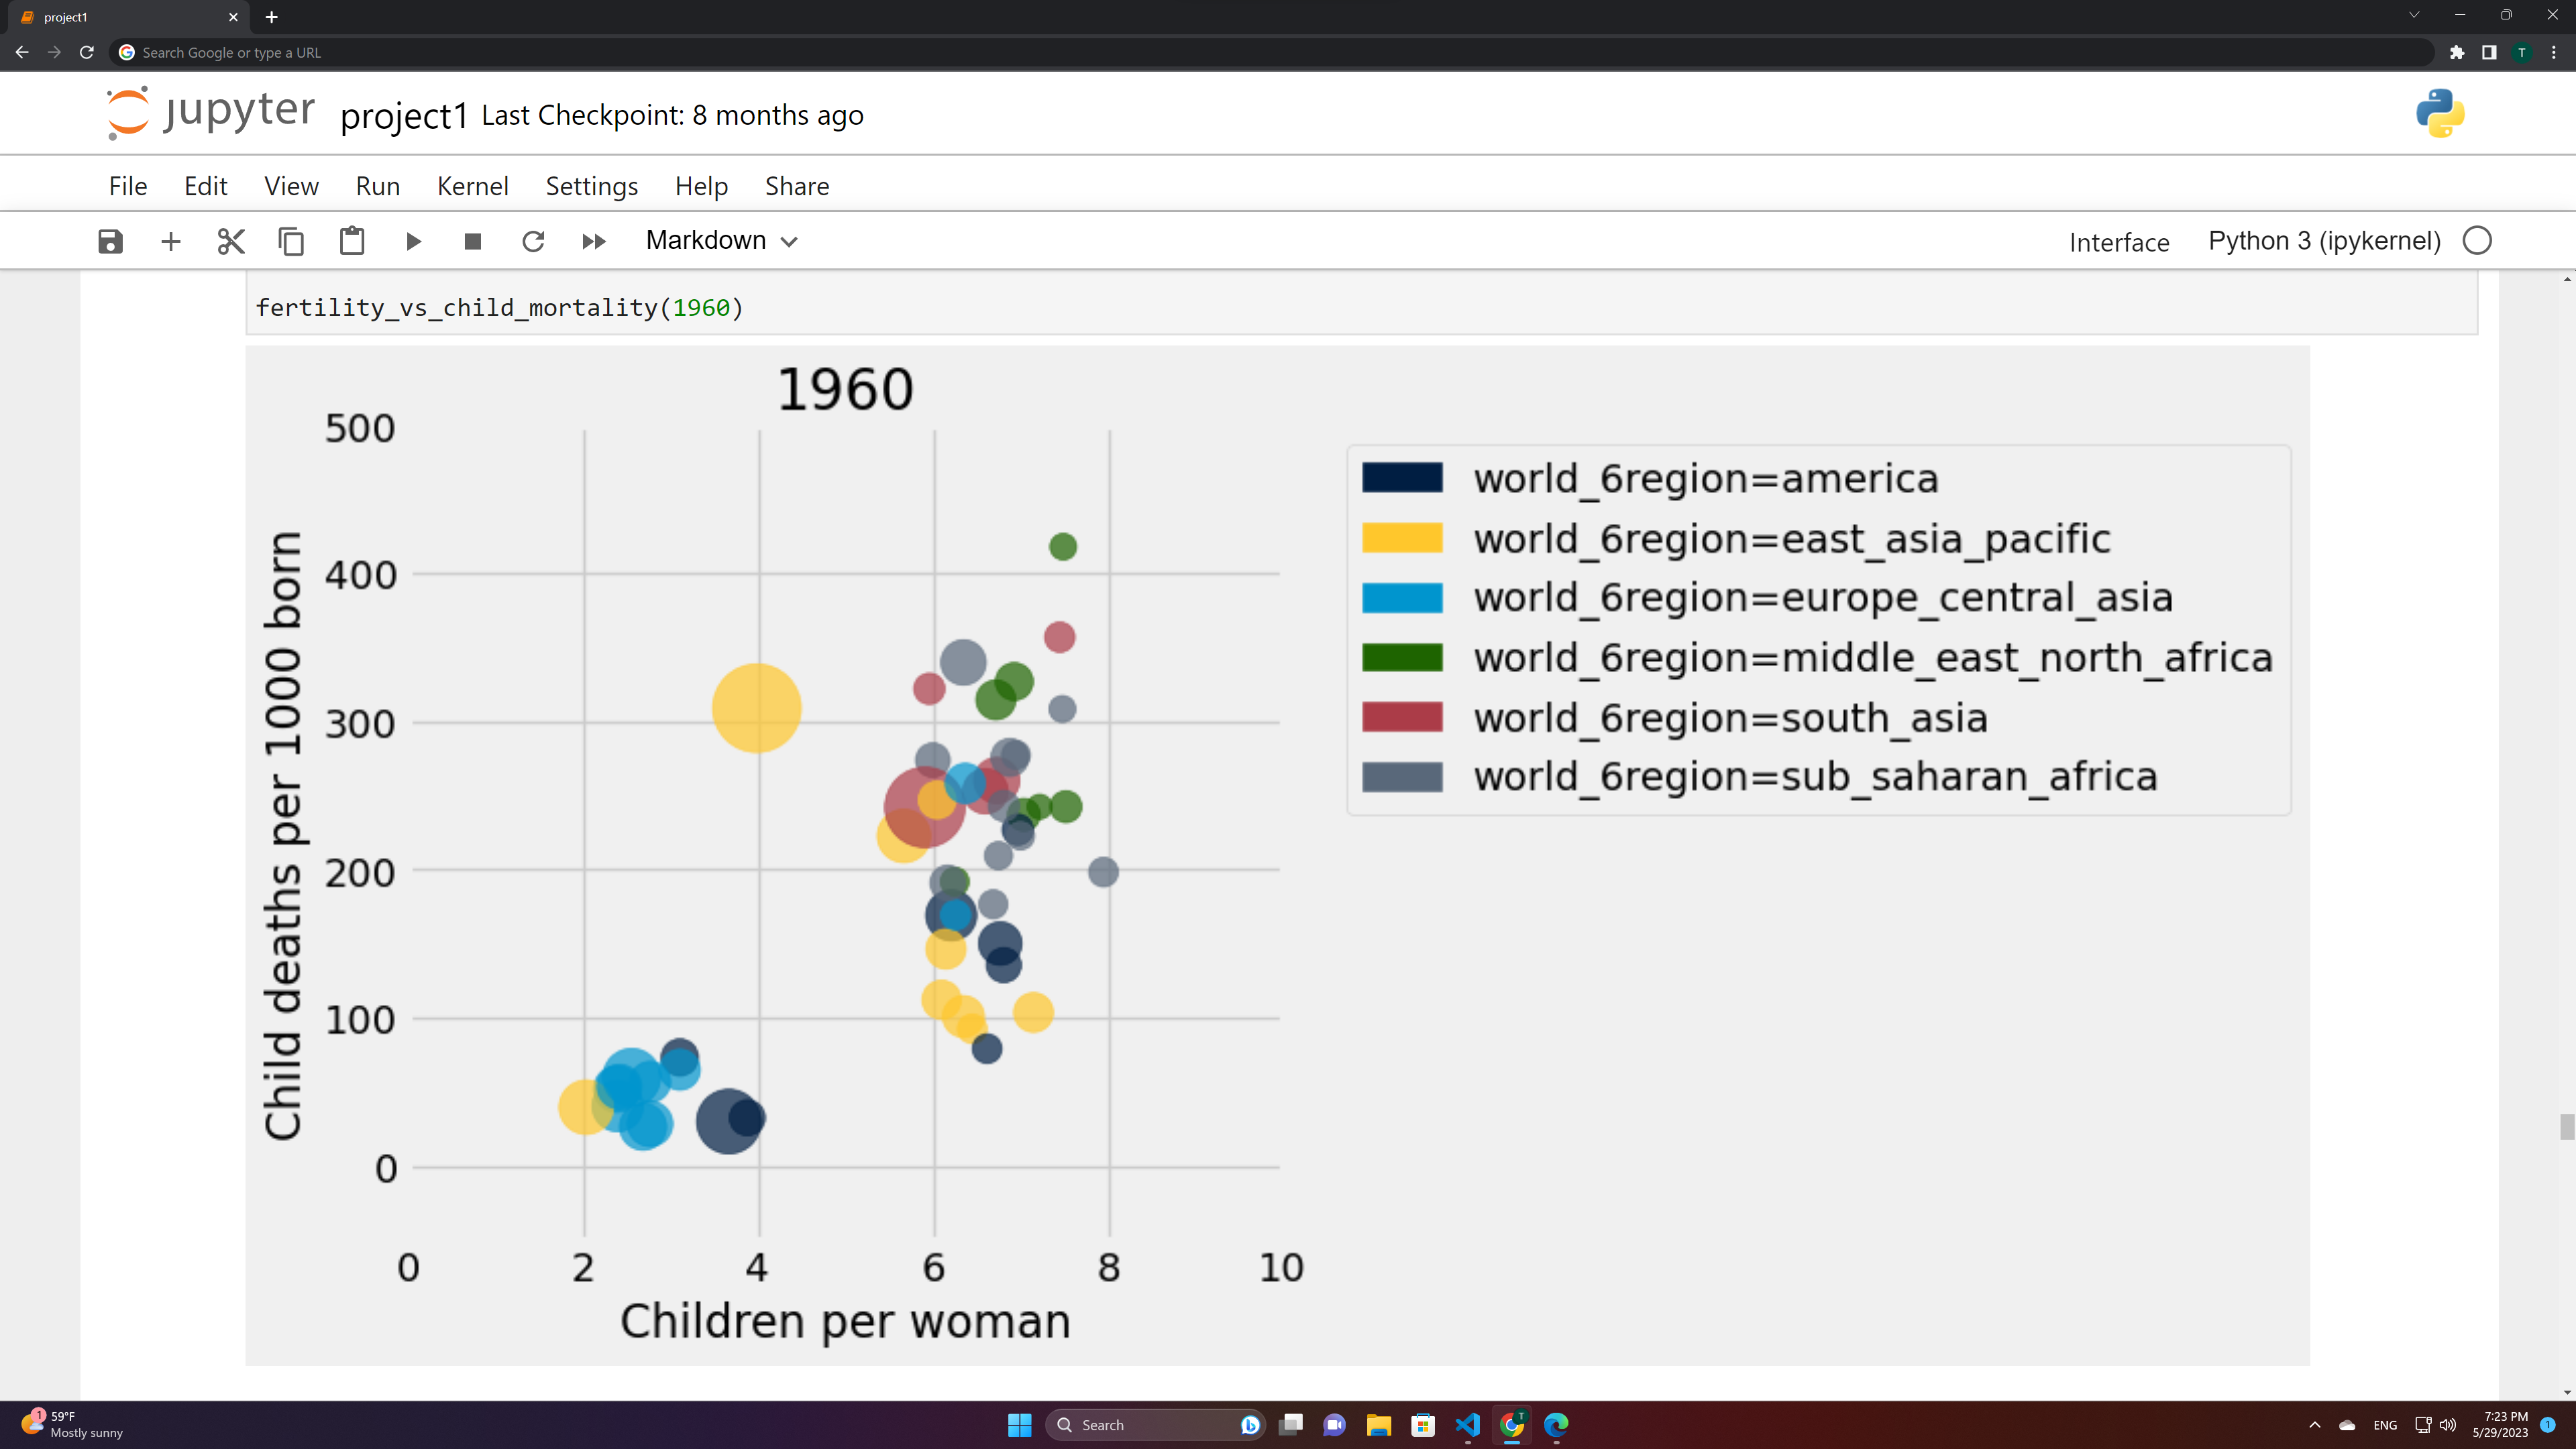 project1
Search Google or type a URL
T
jupyter project1 Last Checkpoint: 8 months ago
File Edit View Run Kernel Settings Help Share
Markdown
Interface Python 3 (ipykernel)
fertility_vs_child_mortality(1960)
1960
500
400
300
200
100
0
Child deaths per 1000 born
0 2 4 6 8 10
Children per woman
world_6region=america
world_6region=east_asia_pacific
world_6region=europe_central_asia
world_6region=middle_east_north_africa
world_6region=south_asia
world_6region=sub_saharan_africa
1
59°F
Mostly sunny
Search
T
ENG
7:23 PM
5/29/2023
1